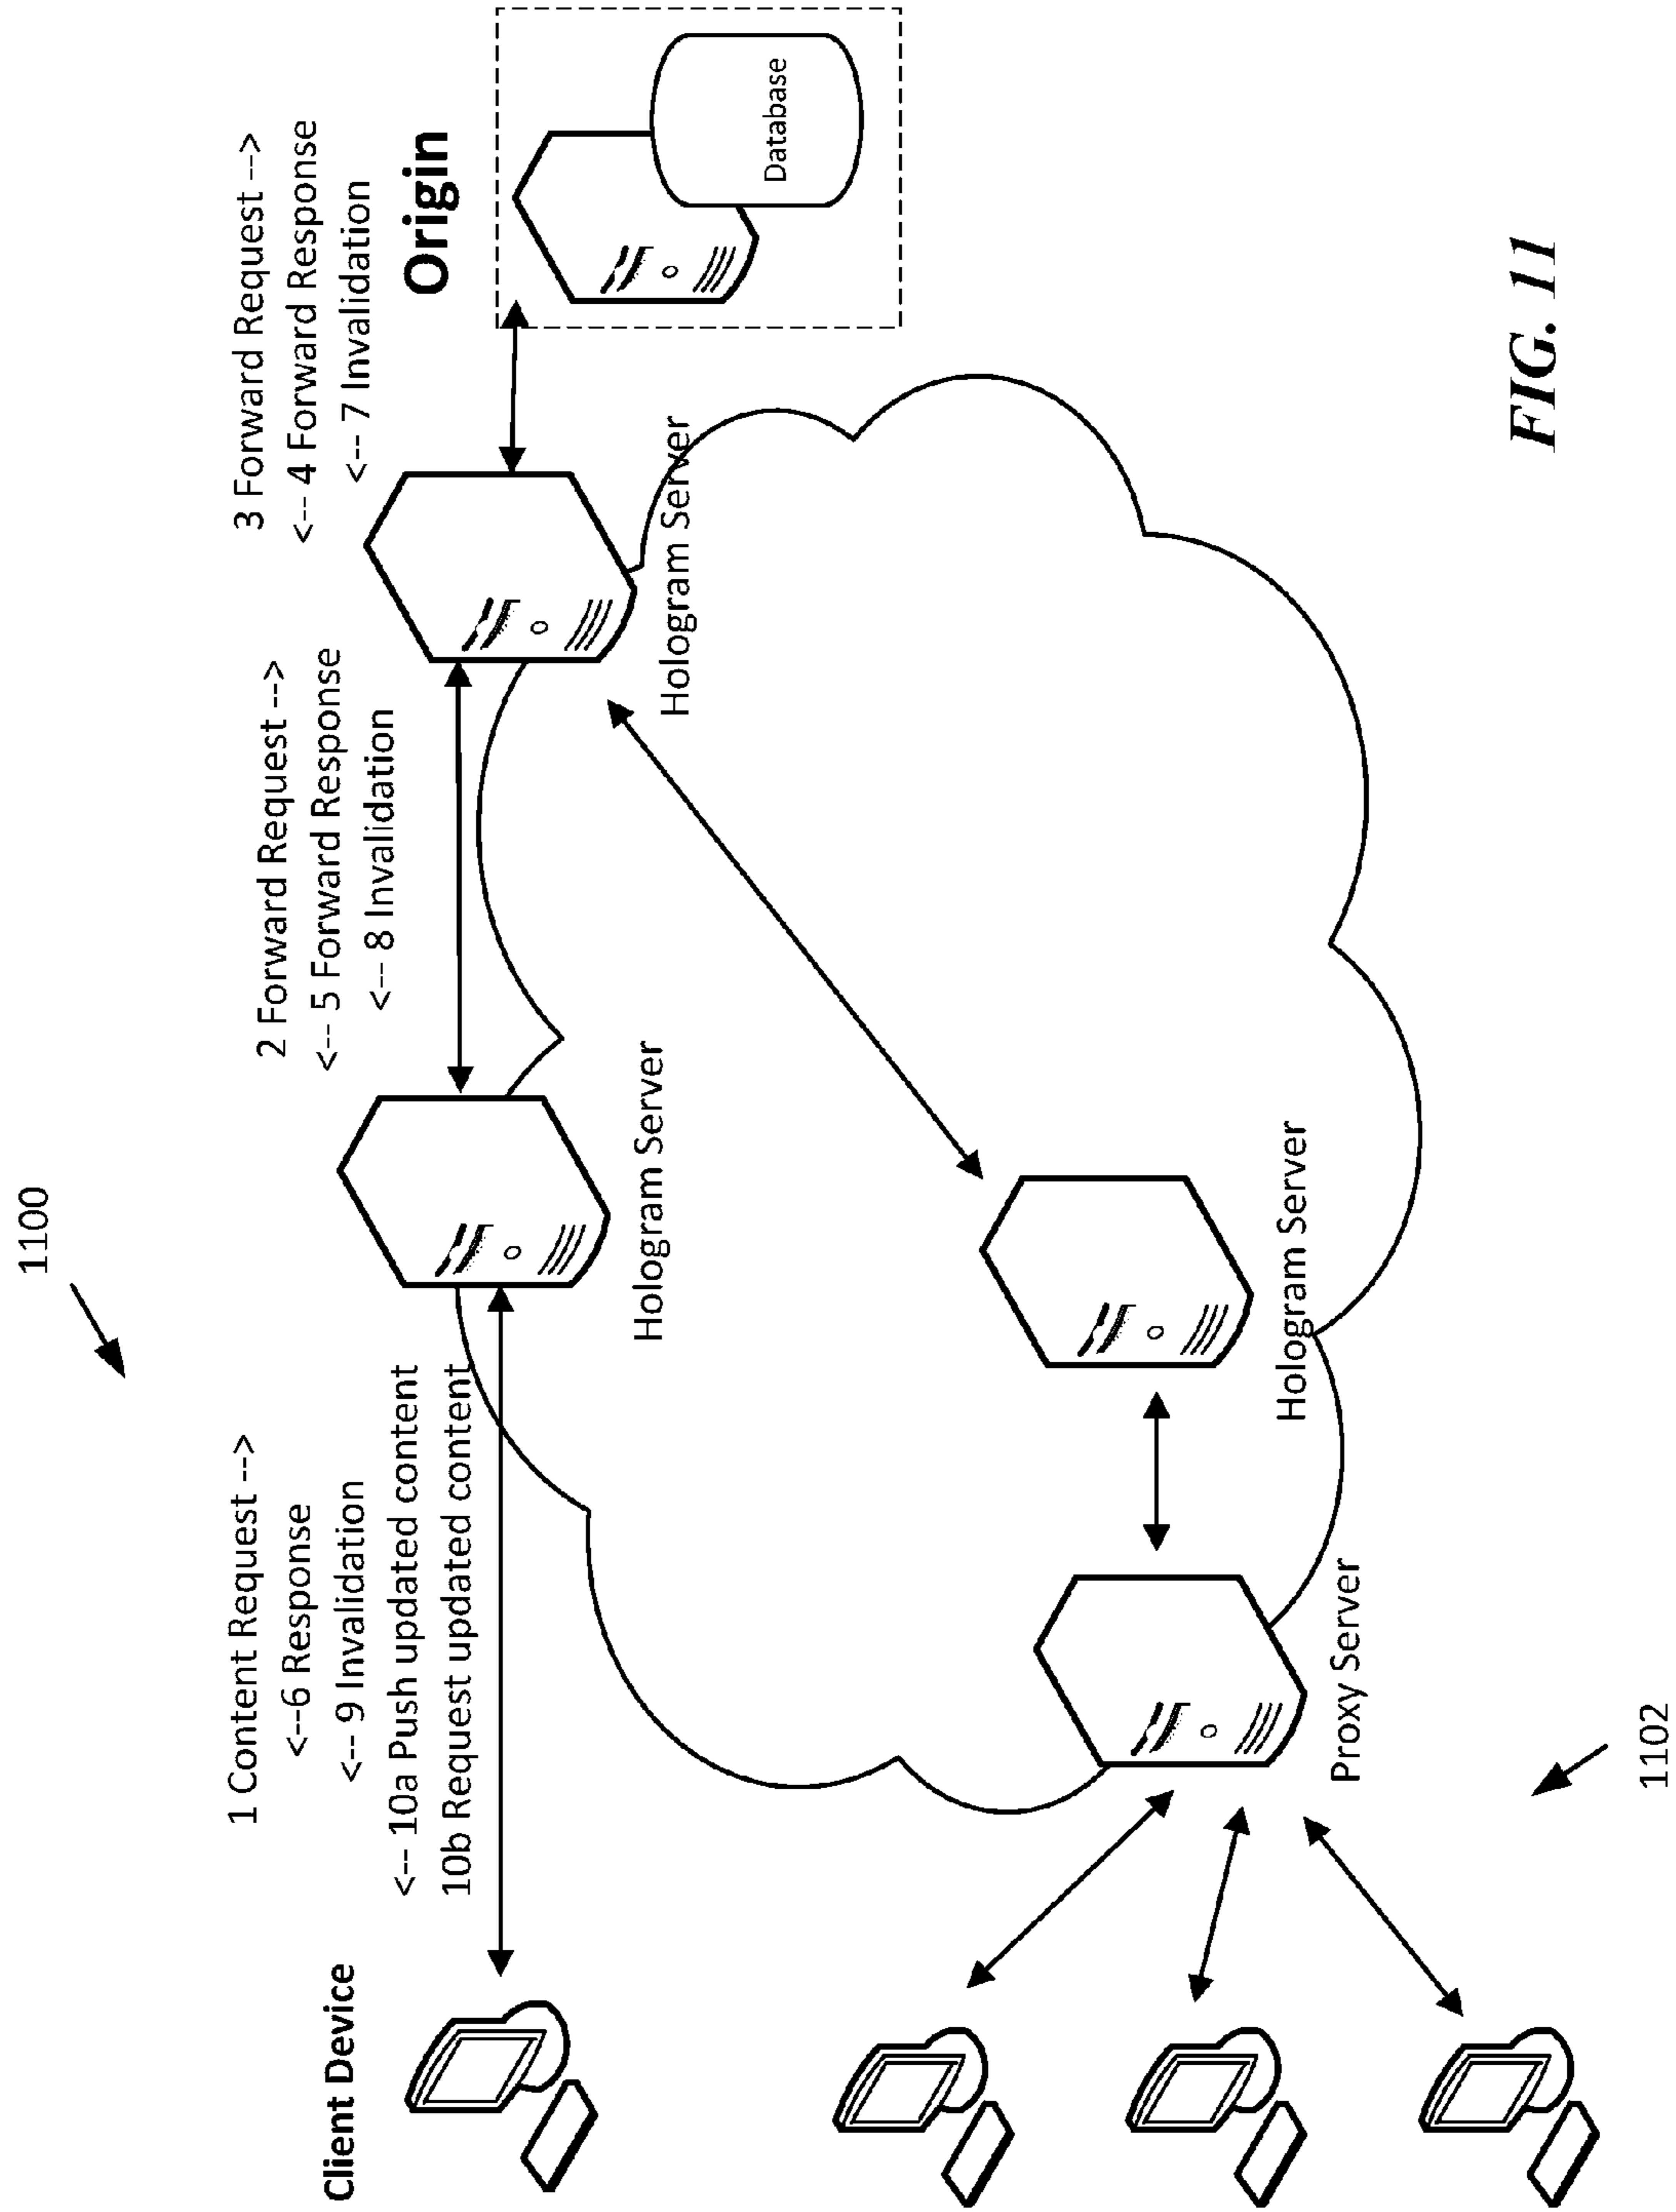 1100
1 Content Request -->
<--6 Response
<-- 9 Invalidation
<-- 10a Push updated content
10b Request updated content
2 Forward Request -->
<-- 5 Forward Response
<-- 8 Invalidation
3 Forward Request -->
<-- 4 Forward Response
<-- 7 Invalidation
Client Device
Origin
Database
Hologram Server
Hologram Server
Hologram Server
Proxy Server
1102
FIG. 11